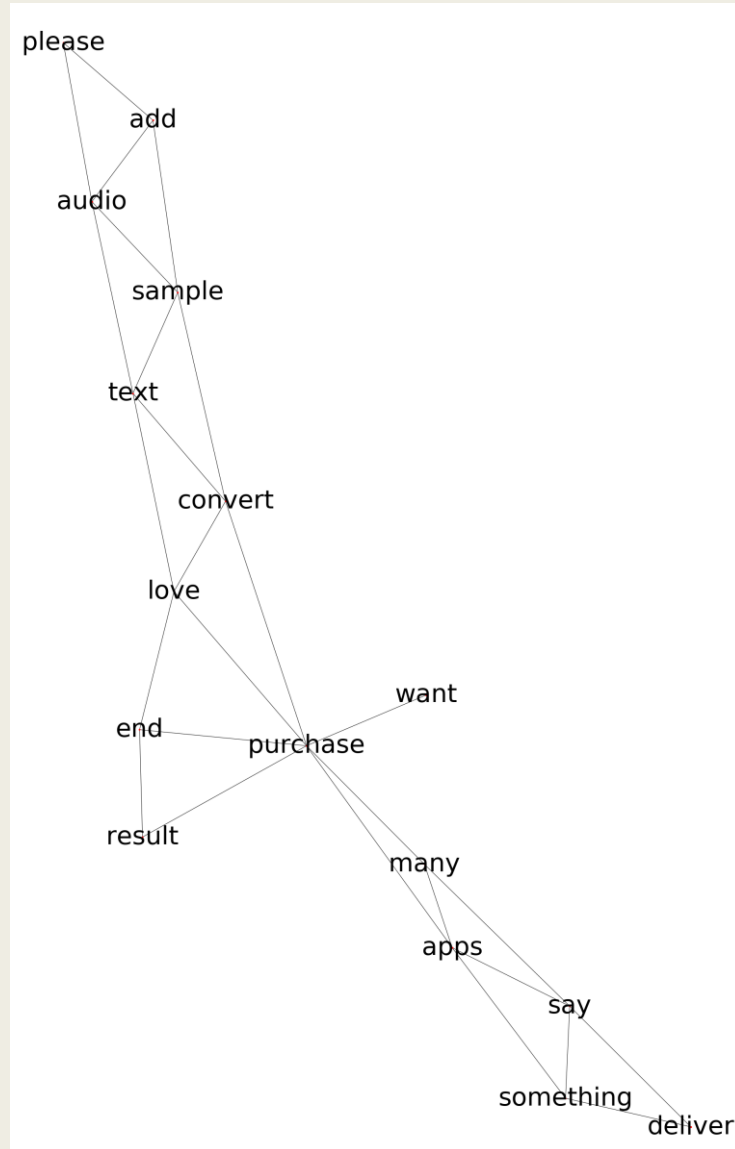 please
add
audio
sample
text
convert
love
want
end
purchase
result
many
apps
say
something
deliver